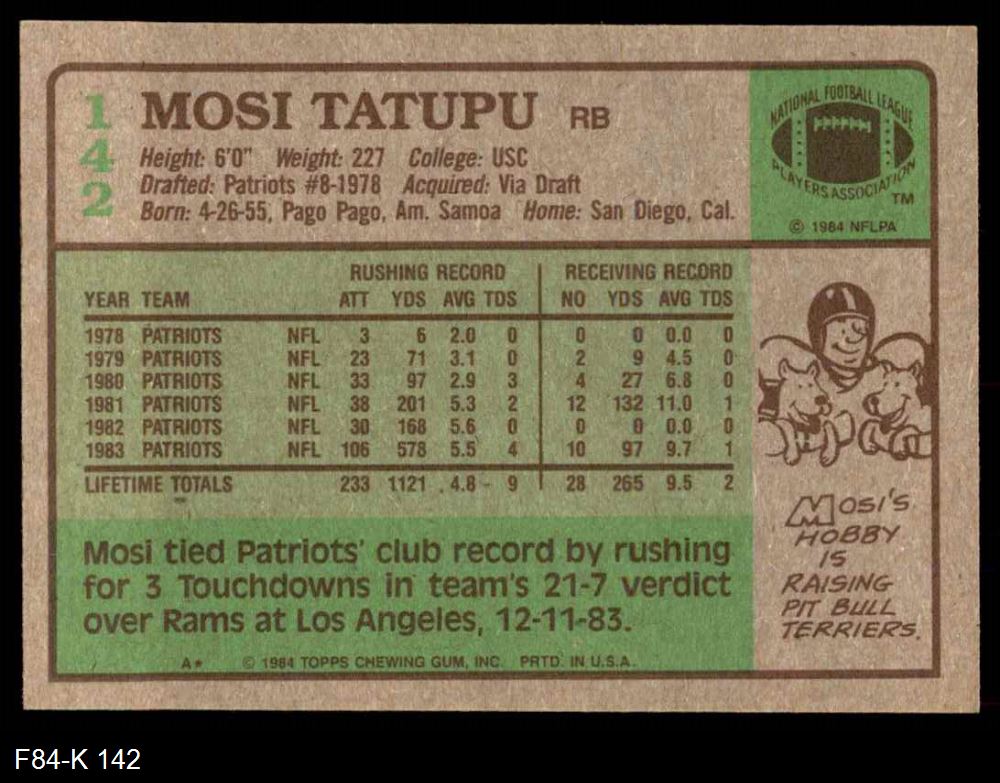 142
MOSI TATUPU RB
Height: 6'0" Weight: 227 College: USC
Drafted: Patriots #8-1978 Acquired: Via Draft
Born: 4-26-55, Pago Pago, Am. Samoa Home: San Diego, Cal.
NATIONAL FOOTBALL LEAGUE
PLAYERS ASSOCIATION
TM
© 1984 NFLPA
RUSHING RECORD RECEIVING RECORD
YEAR TEAM ATT YDS AVG TDS NO YDS AVG TDS
1978 PATRIOTS NFL 3 6 2.0 0 0 0 0.0 0
1979 PATRIOTS NFL 23 71 3.1 0 2 9 4.5 0
1980 PATRIOTS NFL 33 97 2.9 3 4 27 6.8 0
1981 PATRIOTS NFL 38 201 5.3 2 12 132 11.0 1
1982 PATRIOTS NFL 30 168 5.6 0 0 0 0.0 0
1983 PATRIOTS NFL 106 578 5.5 4 10 97 9.7 1
LIFETIME TOTALS 233 1121 4.8 9 28 265 9.5 2
Mosi tied Patriots' club record by rushing
for 3 Touchdowns in team's 21-7 verdict
over Rams at Los Angeles, 12-11-83.
A* © 1984 TOPPS CHEWING GUM, INC. PRTD. IN U.S.A.
MOSI'S
HOBBY
IS
RAISING
PIT BULL
TERRIERS.
F84-K 142